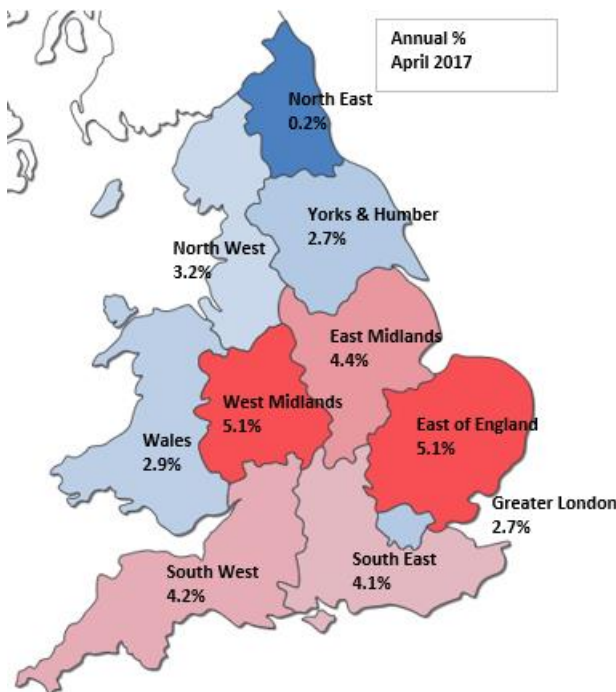 Annual %
April 2017
North East
0.2%
Yorks & Humber
2.7%
North West
3.2%
East Midlands
4.4%
West Midlands
5.1%
East of England
5.1%
Wales
2.9%
Greater London
2.7%
South West
4.2%
South East
4.1%